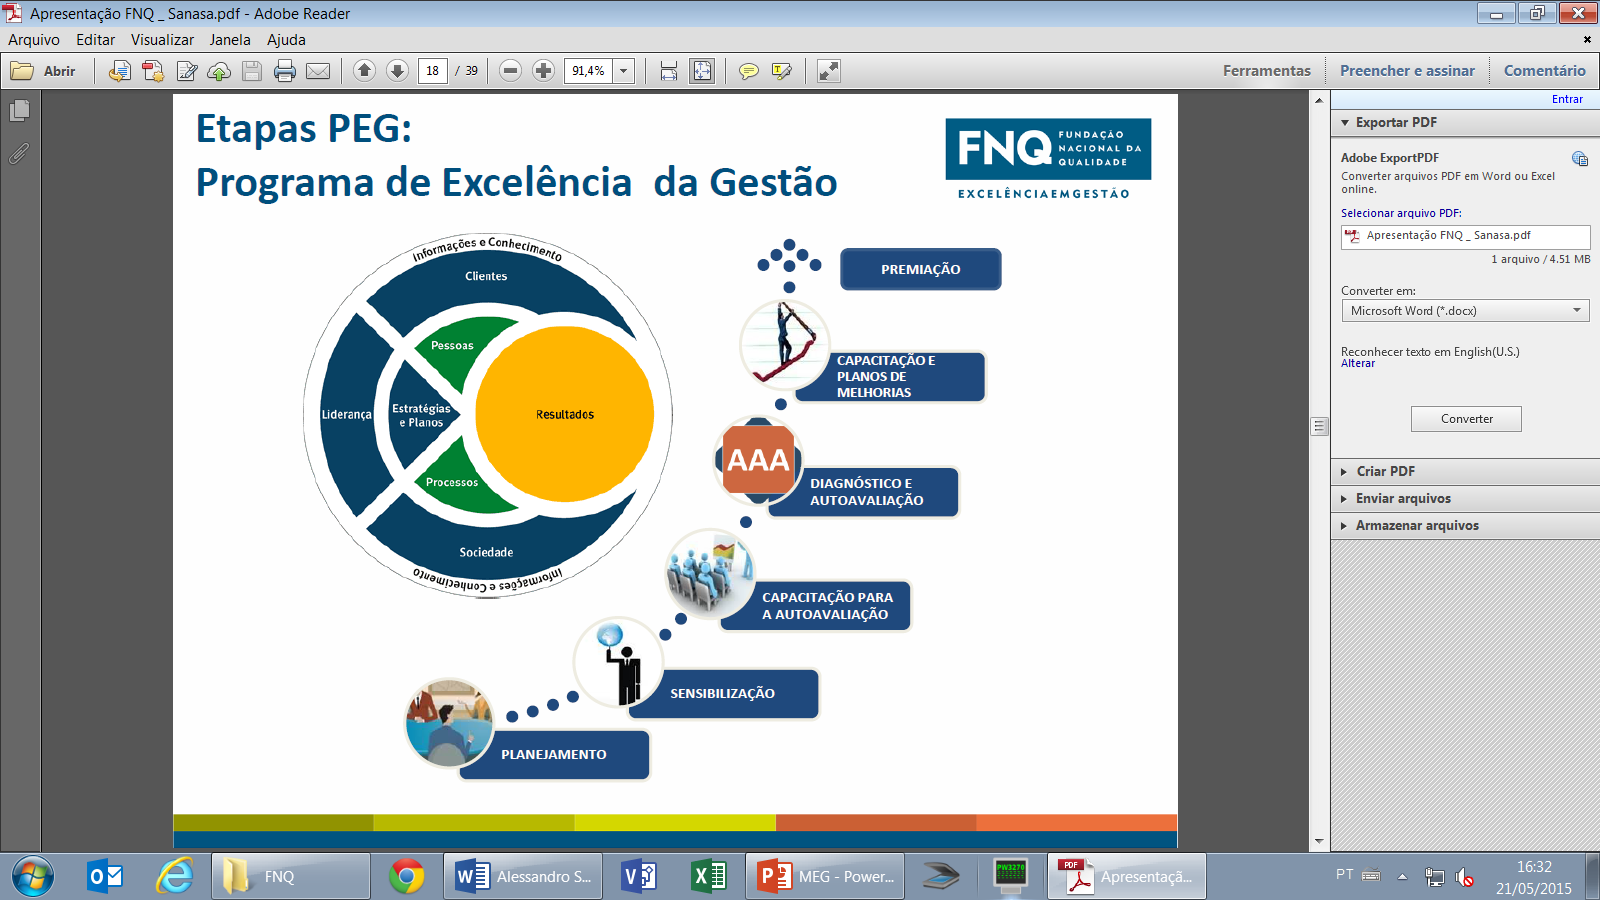 Apresentação FNQ _ Sanasa.pdf - Adobe Reader
Arquivo Editar Visualizar Janela Ajuda
Abrir 18 / 39 91,4% Ferramentas Preencher e assinar Comentário
Entrar
Exportar PDF
Adobe ExportPDF
Converter arquivos PDF em Word ou Excel
online.
Selecionar arquivo PDF:
Apresentação FNQ _ Sanasa.pdf
1 arquivo / 4.51 MB
Converter em:
Microsoft Word (*.docx)
Reconhecer texto em English(U.S.)
Alterar
Converter
Criar PDF
Enviar arquivos
Armazenar arquivos
Etapas PEG:
Programa de Excelência da Gestão
FNQ
FUNDAÇÃO
NACIONAL DA
QUALIDADE
EXCELÊNCIAEMGESTÃO
Informações e Conhecimento
Clientes
Pessoas
Liderança
Estratégias
e Planos
Resultados
Processos
Sociedade
Informações e Conhecimento
PREMIAÇÃO
CAPACITAÇÃO E
PLANOS DE
MELHORIAS
AAA
DIAGNÓSTICO E
AUTOAVALIAÇÃO
CAPACITAÇÃO PARA
A AUTOAVALIAÇÃO
SENSIBILIZAÇÃO
PLANEJAMENTO
FNQ
Alessandro S...
MEG - Power...
PW3270
PDF
Apresentaçã...
PT
16:32
21/05/2015